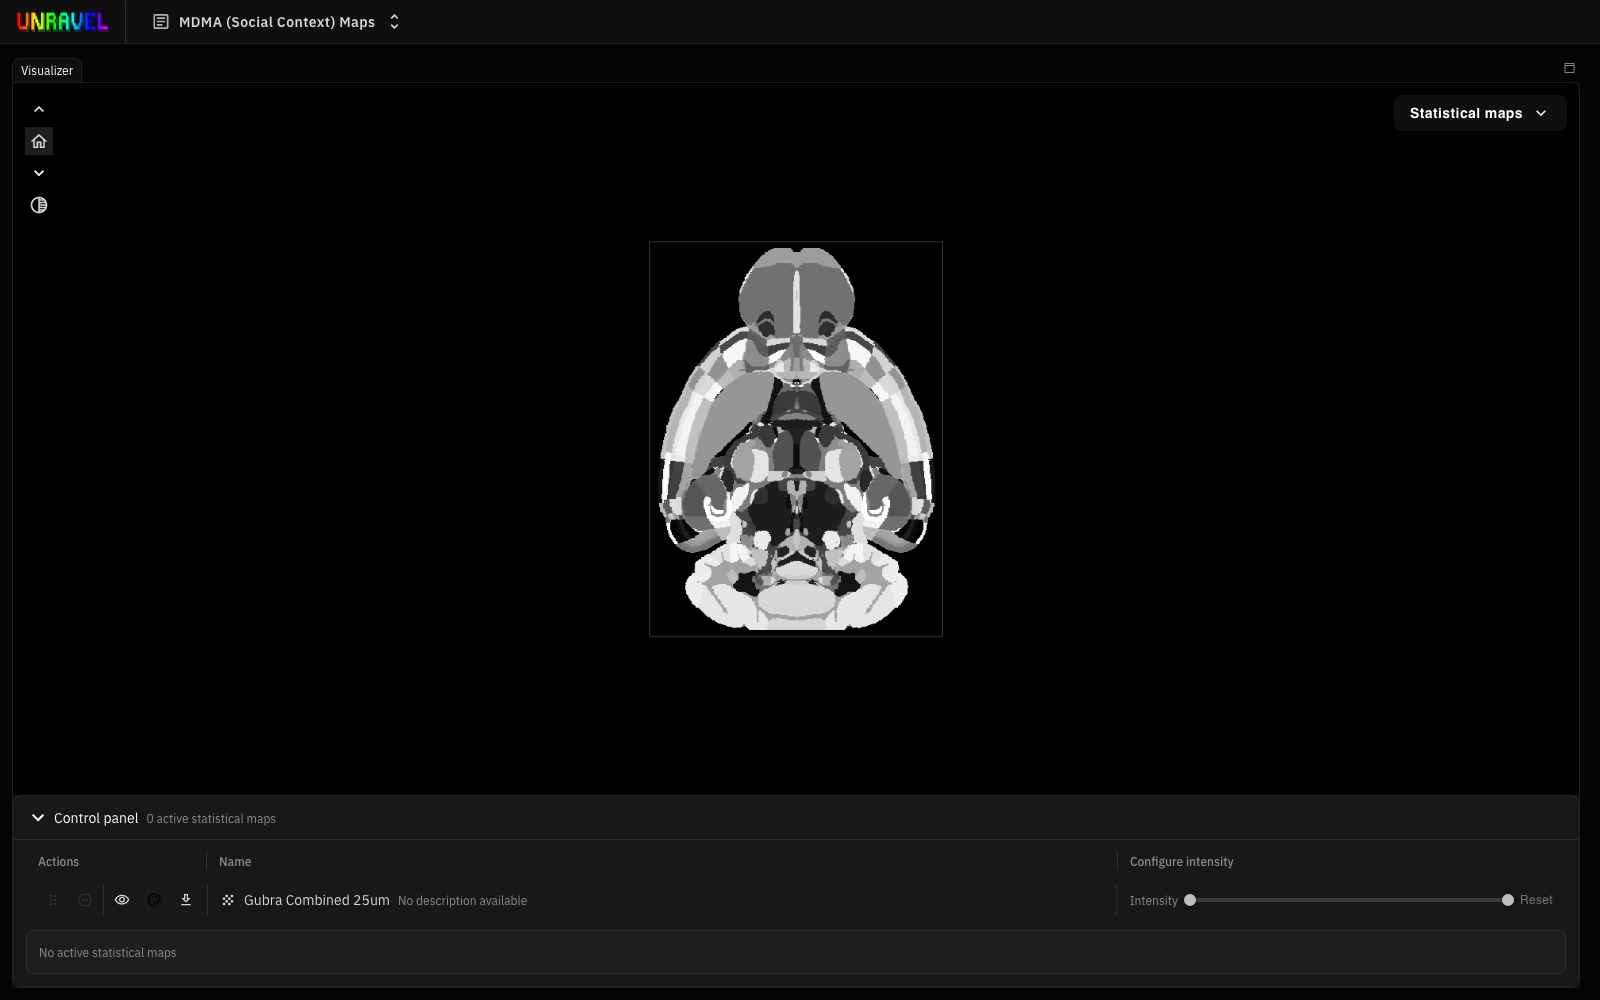 UNRAVEL
MDMA (Social Context) Maps
Visualizer
Statistical maps
Control panel 0 active statistical maps
Actions Name Configure intensity
Gubra Combined 25um No description available Intensity Reset
No active statistical maps